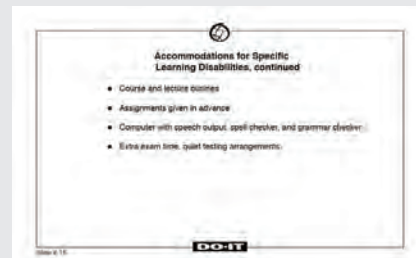 Accommodations for Specific
Learning Disabilities, continued
• Course and lecture outlines
• Assignments given in advance
• Computer with speech output, spell checker, and grammar checker
• Extra exam time, quiet testing arrangements.
DO-IT